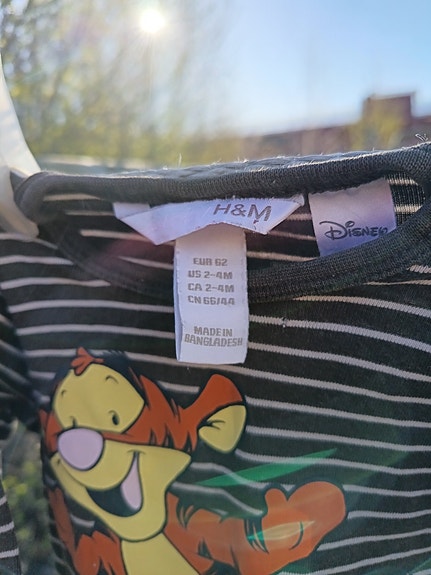 H&M
Disney
EUR 62
US 2-4M
CA 2-4M
CN 66/44
MADE IN
BANGLADESH